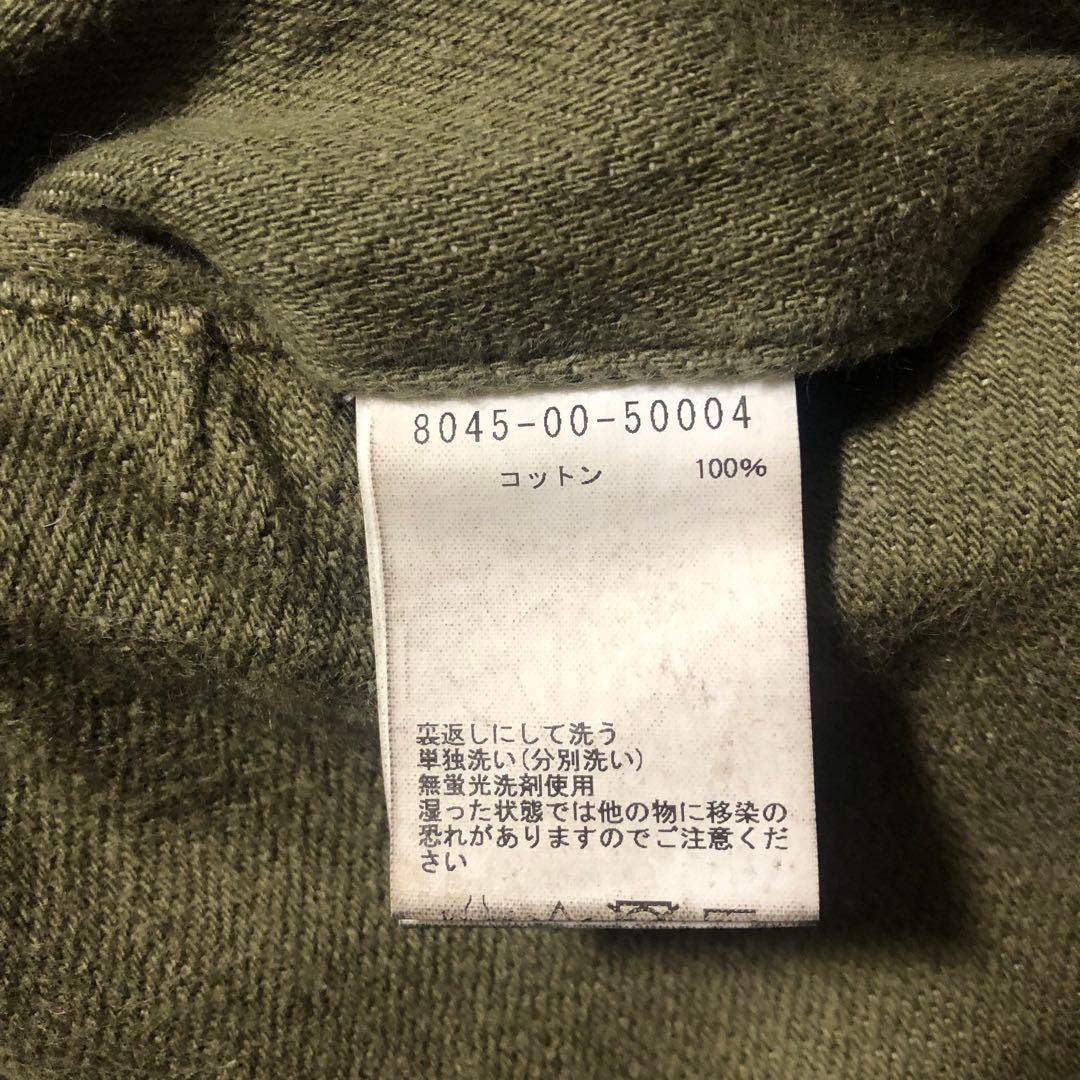 8045-00-50004
コットン 100%
裏返しにして洗う
単独洗い(分別洗い)
無蛍光洗剤使用
湿った状態では他の物に移染の
恐れがありますのでご注意くだ
さい